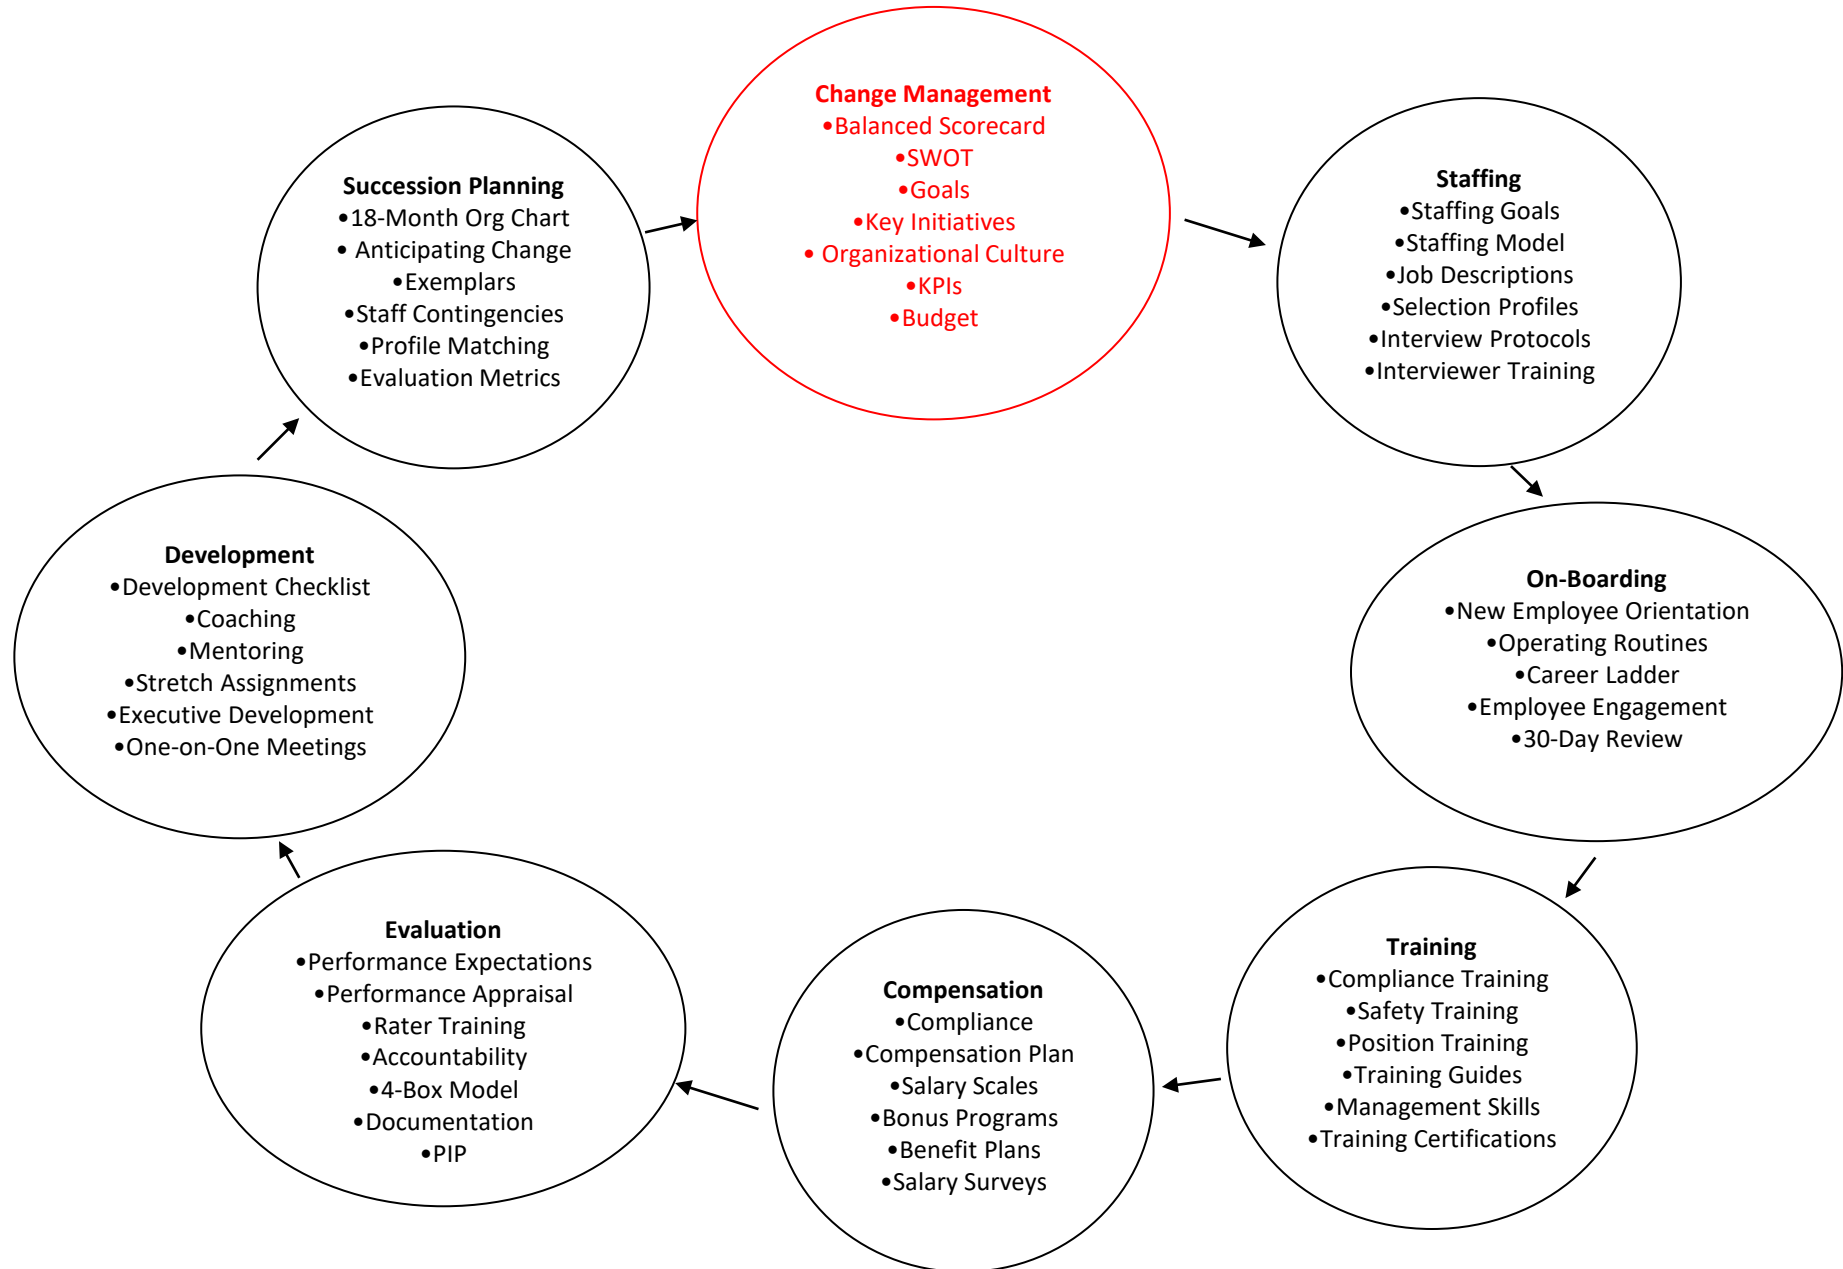 Change Management
•Balanced Scorecard
•SWOT
•Goals
•Key Initiatives
• Organizational Culture
•KPIs
•Budget
Staffing
•Staffing Goals
•Staffing Model
•Job Descriptions
•Selection Profiles
•Interview Protocols
•Interviewer Training
On-Boarding
•New Employee Orientation
•Operating Routines
•Career Ladder
•Employee Engagement
•30-Day Review
Training
•Compliance Training
•Safety Training
•Position Training
•Training Guides
•Management Skills
•Training Certifications
Compensation
•Compliance
•Compensation Plan
•Salary Scales
•Bonus Programs
•Benefit Plans
•Salary Surveys
Evaluation
•Performance Expectations
•Performance Appraisal
•Rater Training
•Accountability
•4-Box Model
•Documentation
•PIP
Development
•Development Checklist
•Coaching
•Mentoring
•Stretch Assignments
•Executive Development
•One-on-One Meetings
Succession Planning
•18-Month Org Chart
• Anticipating Change
•Exemplars
•Staff Contingencies
•Profile Matching
•Evaluation Metrics